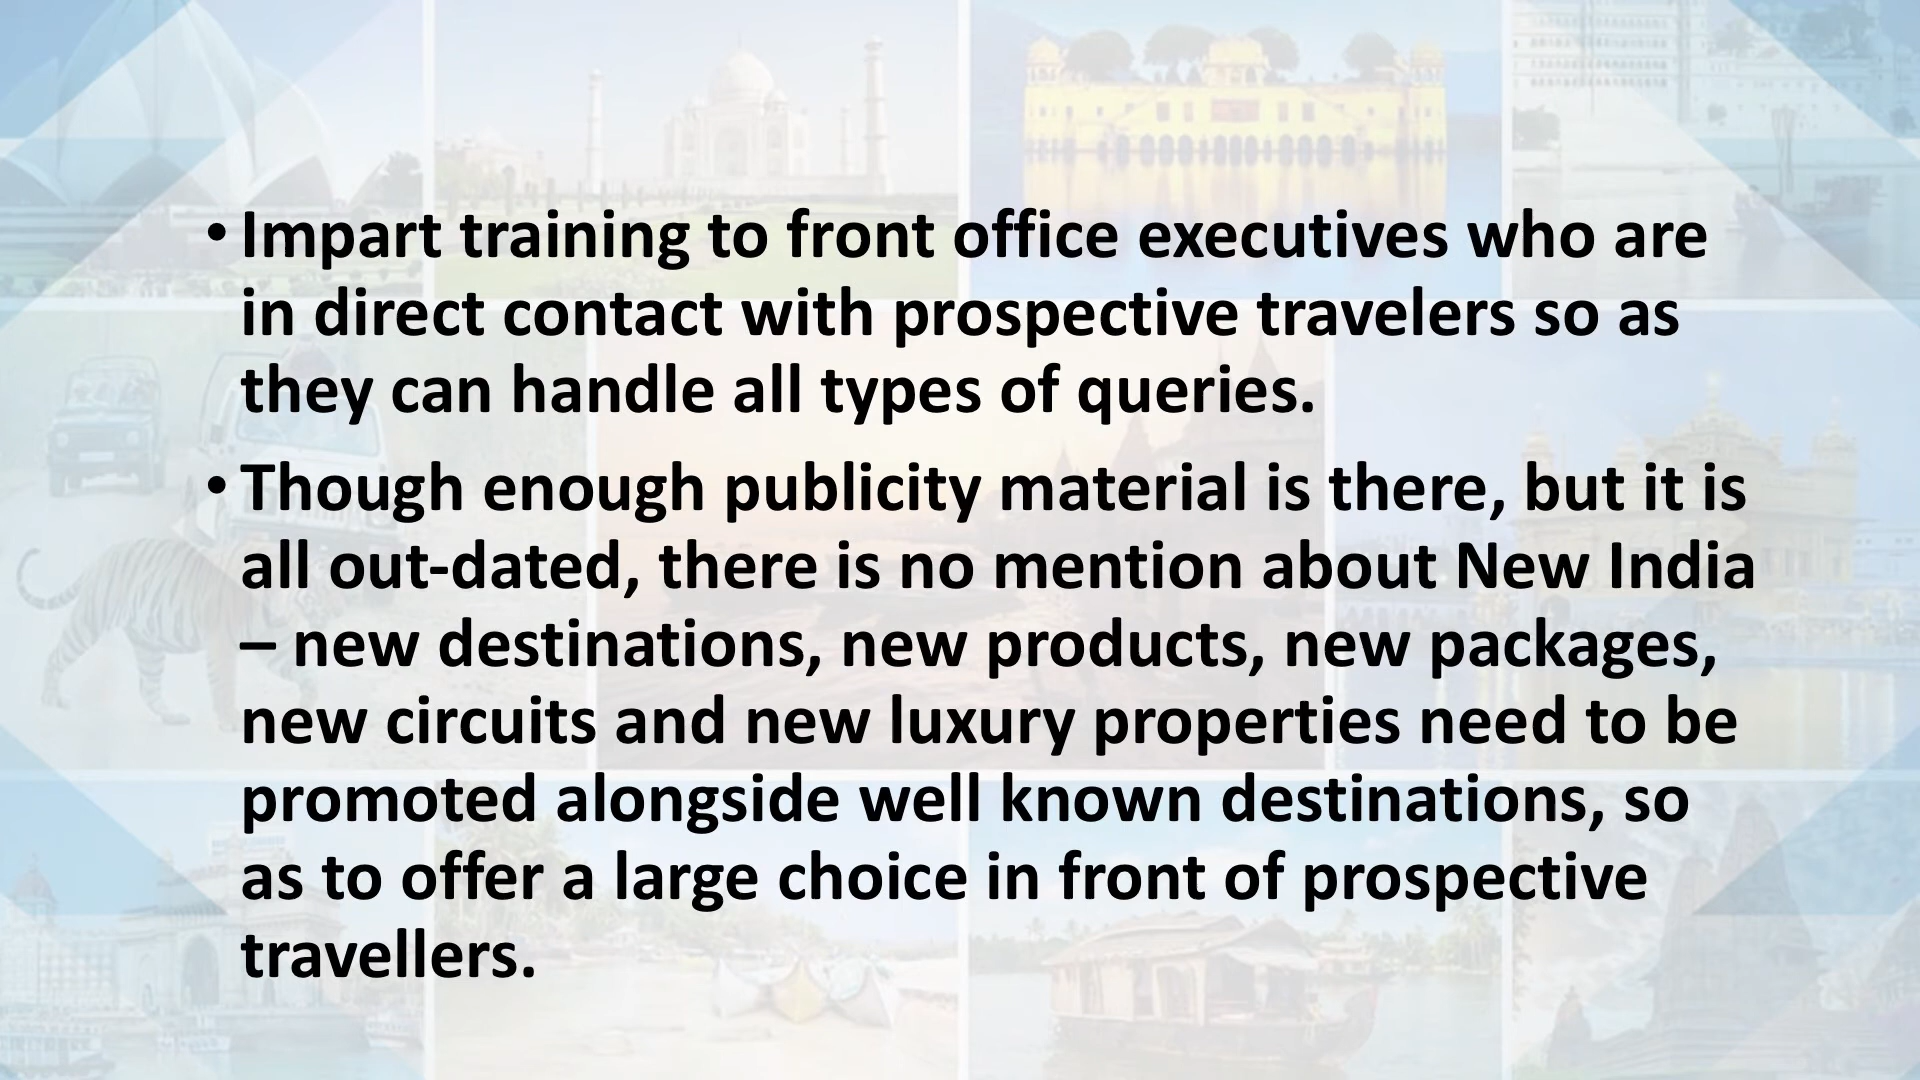 • Impart training to front office executives who are
in direct contact with prospective travelers so as
they can handle all types of queries.
• Though enough publicity material is there, but it is
all out-dated, there is no mention about New India
– new destinations, new products, new packages,
new circuits and new luxury properties need to be
promoted alongside well known destinations, so
as to offer a large choice in front of prospective
travellers.